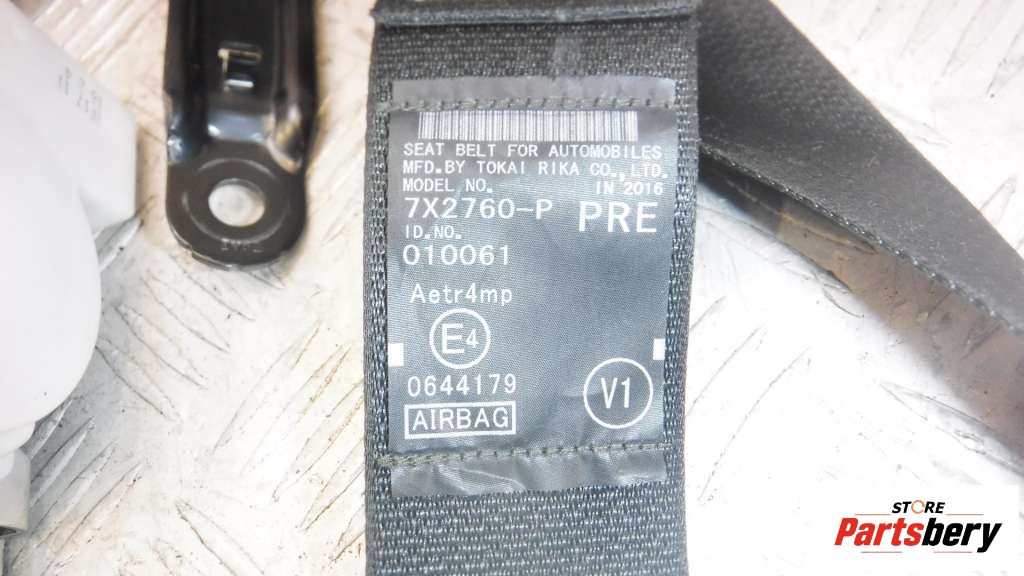 SEAT BELT FOR AUTOMOBILES
MFD.BY TOKAI RIKA CO.,LTD.
MODEL NO. IN 2016
7X2760-P PRE
ID.NO.
010061
Aetr4mp
E4
0644179 V1
AIRBAG
STORE
Partsbery